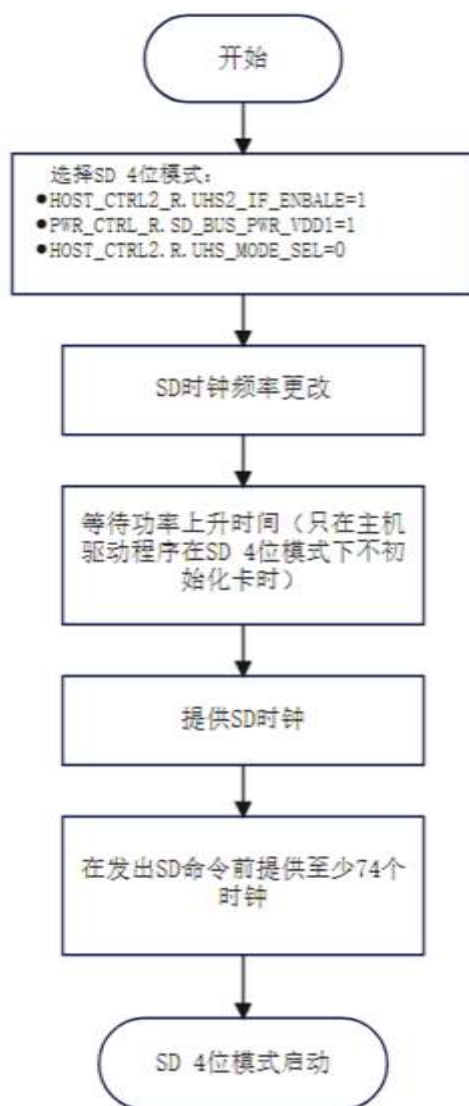 开始
选择SD 4位模式：
●HOST_CTRL2_R.UHS2_IF_ENBALE=1
●PWR_CTRL_R.SD_BUS_PWR_VDD1=1
●HOST_CTRL2.R.UHS_MODE_SEL=0
SD时钟频率更改
等待功率上升时间（只在主机
驱动程序在SD 4位模式下不初
始化卡时）
提供SD时钟
在发出SD命令前提供至少74个
时钟
SD 4位模式启动